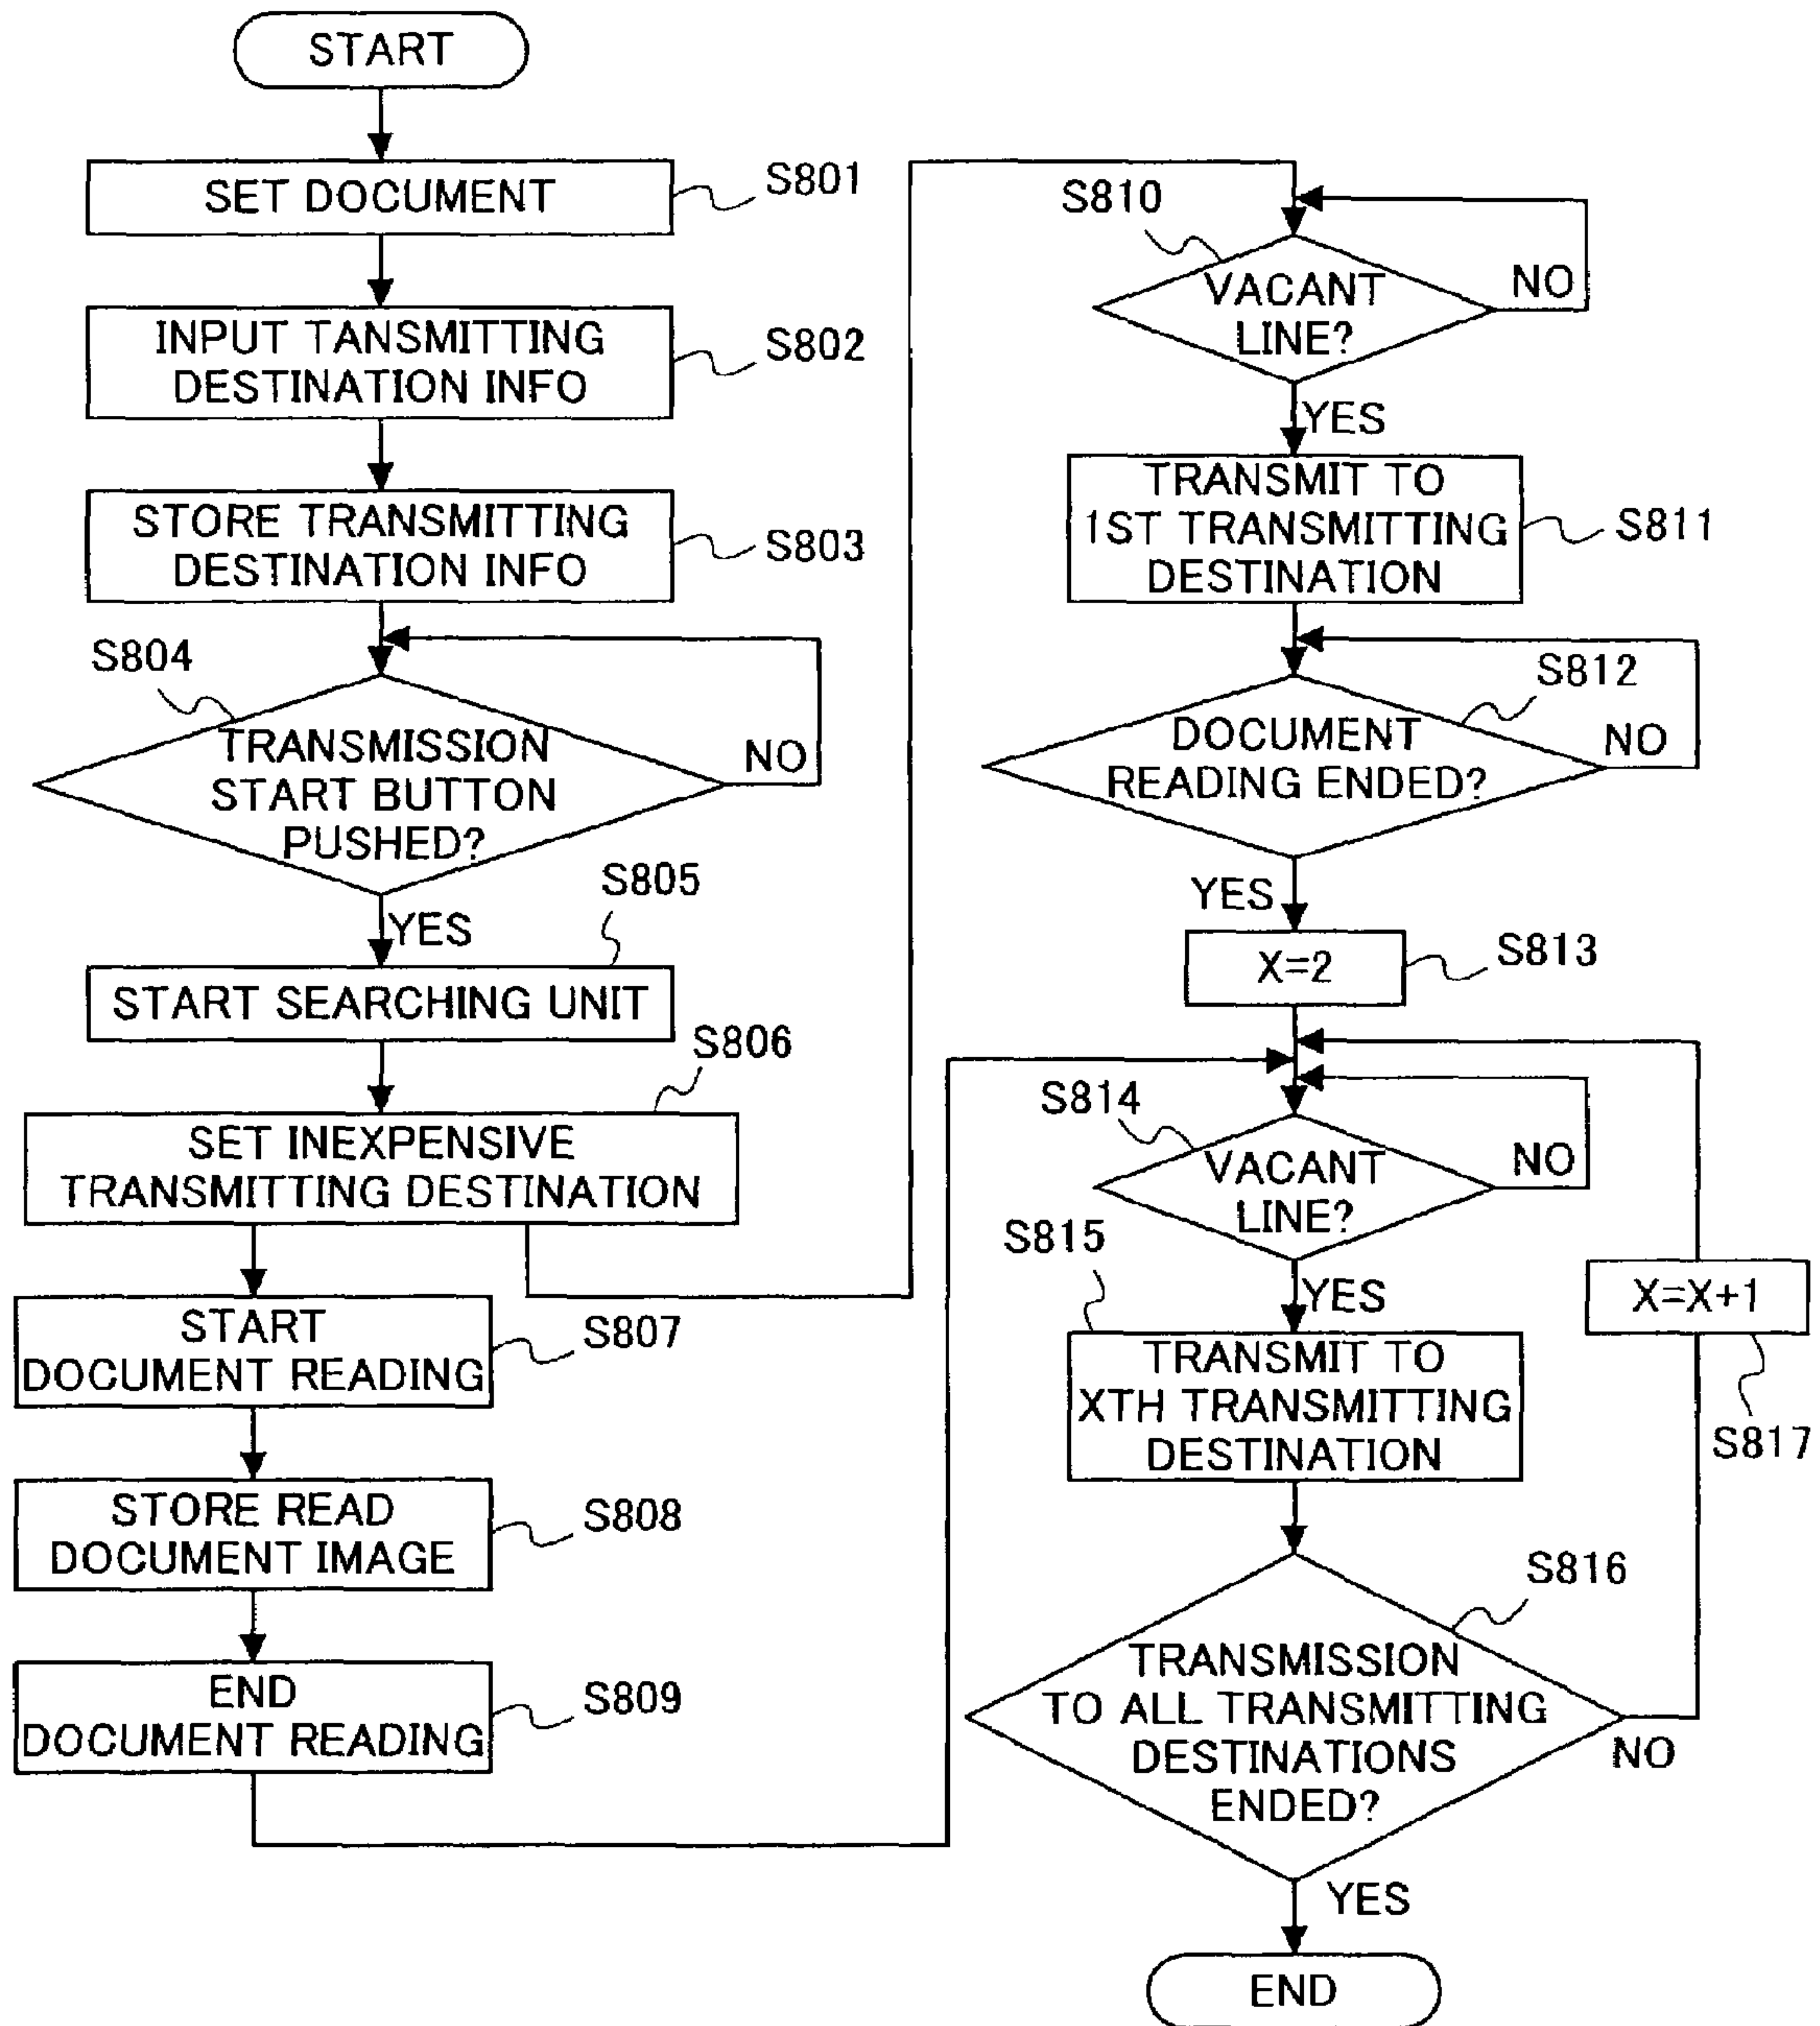 START
SET DOCUMENT
S801
INPUT TANSMITTING
DESTINATION INFO
S802
STORE TRANSMITTING
DESTINATION INFO
S803
S804
TRANSMISSION
START BUTTON
PUSHED?
NO
YES
S805
START SEARCHING UNIT
S806
SET INEXPENSIVE
TRANSMITTING DESTINATION
START
DOCUMENT READING
S807
STORE READ
DOCUMENT IMAGE
S808
END
DOCUMENT READING
S809
S810
VACANT
LINE?
NO
YES
TRANSMIT TO
1ST TRANSMITTING
DESTINATION
S811
S812
DOCUMENT
READING ENDED?
NO
YES
X=2
S813
S814
VACANT
LINE?
NO
S815
YES
TRANSMIT TO
XTH TRANSMITTING
DESTINATION
X=X+1
S817
S816
TRANSMISSION
TO ALL TRANSMITTING
DESTINATIONS
ENDED?
NO
YES
END